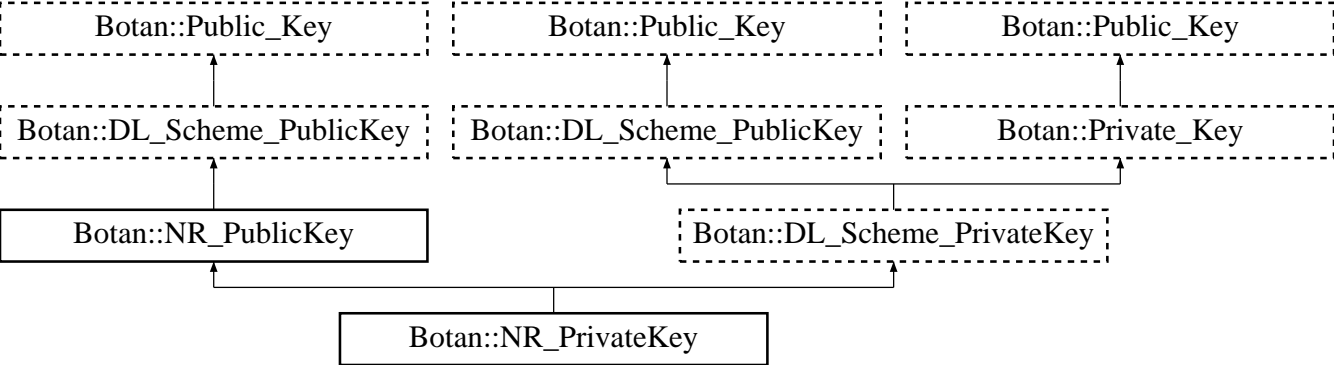 Botan::Public_Key
Botan::Public_Key
Botan::Public_Key
Botan::DL_Scheme_PublicKey
Botan::DL_Scheme_PublicKey
Botan::Private_Key
Botan::NR_PublicKey
Botan::DL_Scheme_PrivateKey
Botan::NR_PrivateKey